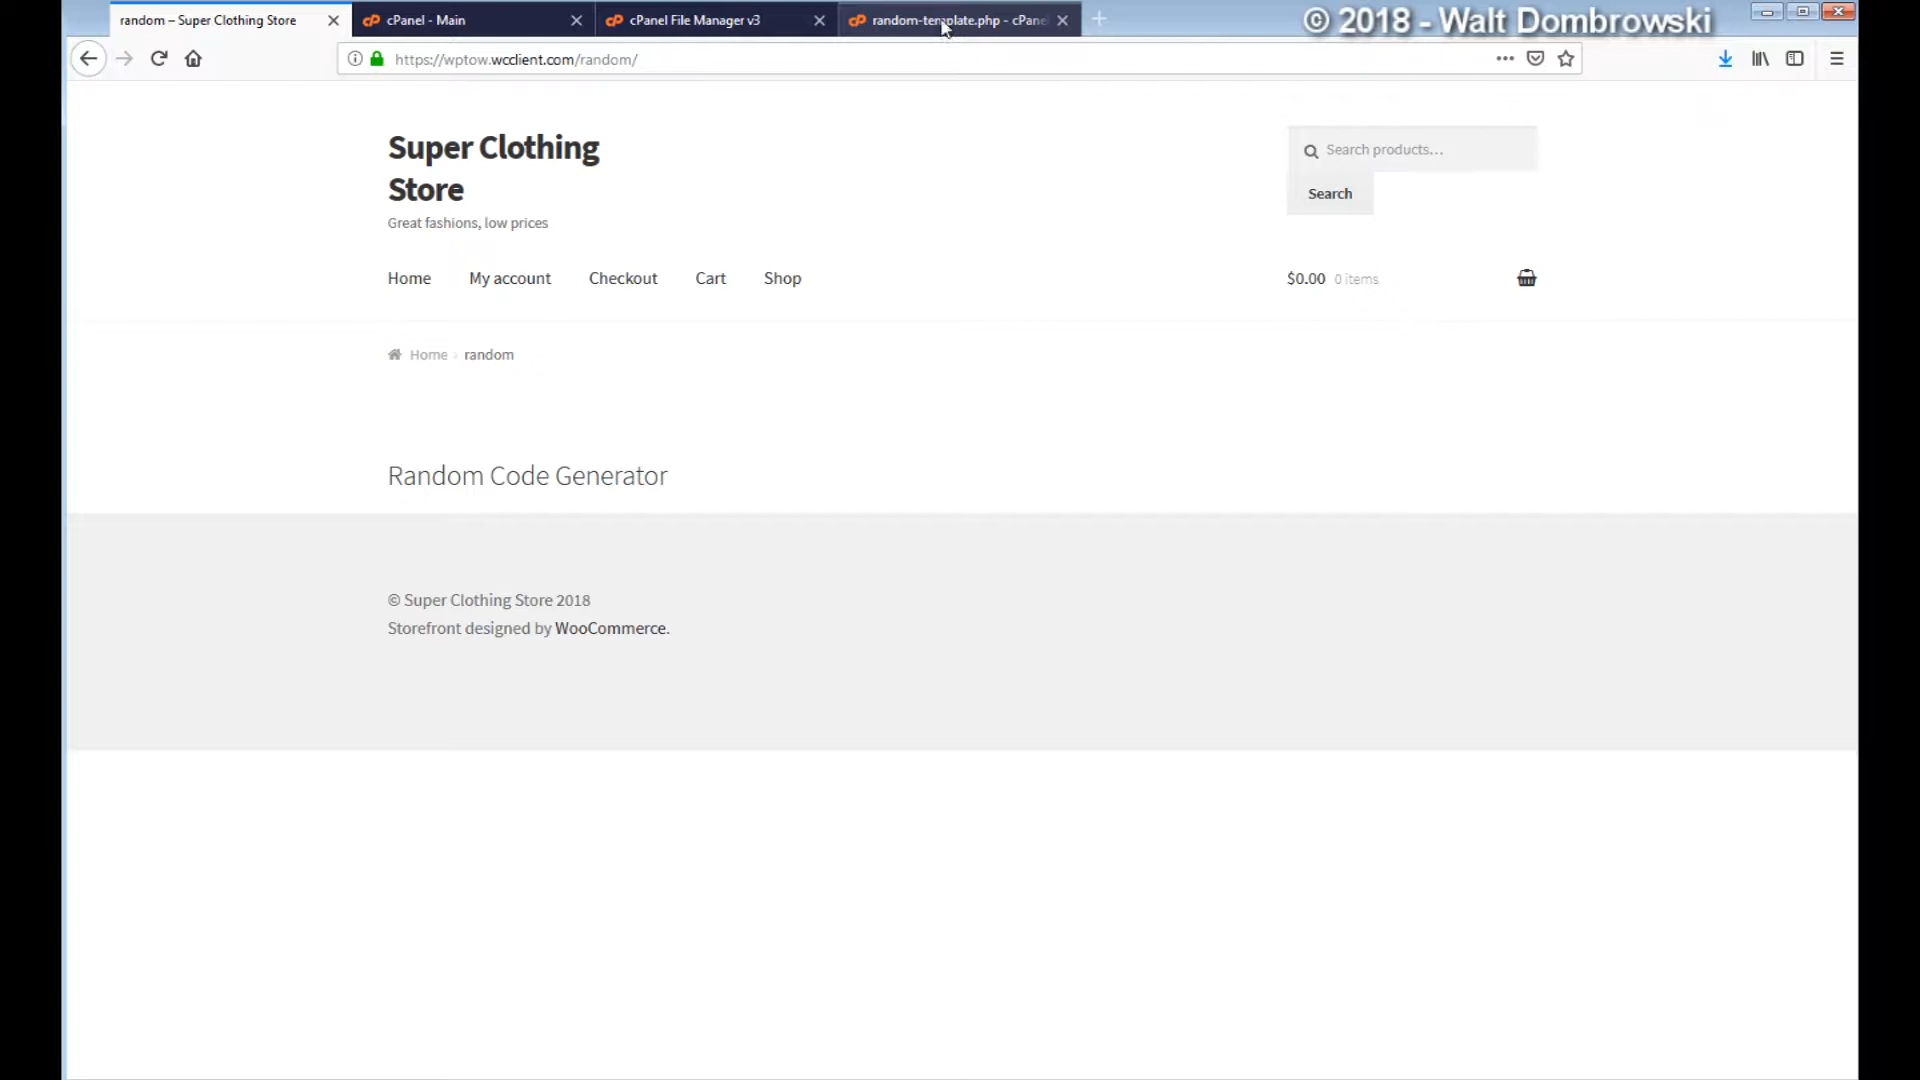 random – Super Clothing Store
cPanel - Main
cPanel File Manager v3
random-template.php - cPane
© 2018 - Walt Dombrowski
https://wptow.wcclient.com/random/
Super Clothing
Store
Great fashions, low prices
Search products…
Search
Home
My account
Checkout
Cart
Shop
$0.00 0 items
Home › random
Random Code Generator
© Super Clothing Store 2018
Storefront designed by WooCommerce.